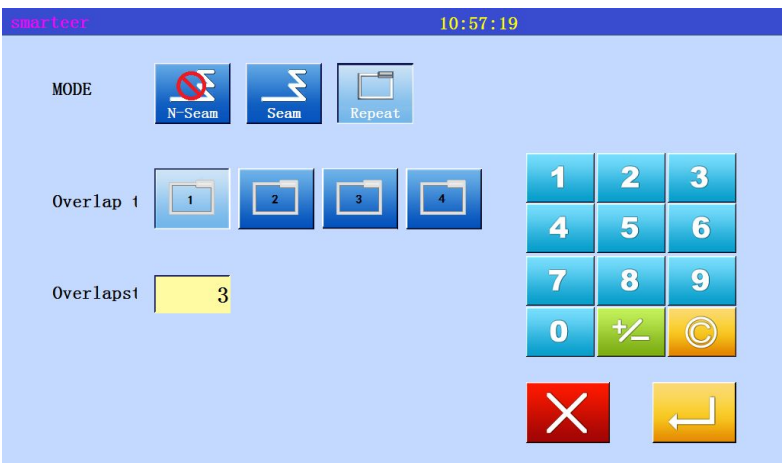 smarteer 10:57:19
MODE N-Seam Seam Repeat
Overlap t 1 2 3 4
Overlapst 3
1 2 3
4 5 6
7 8 9
0 +/− ©